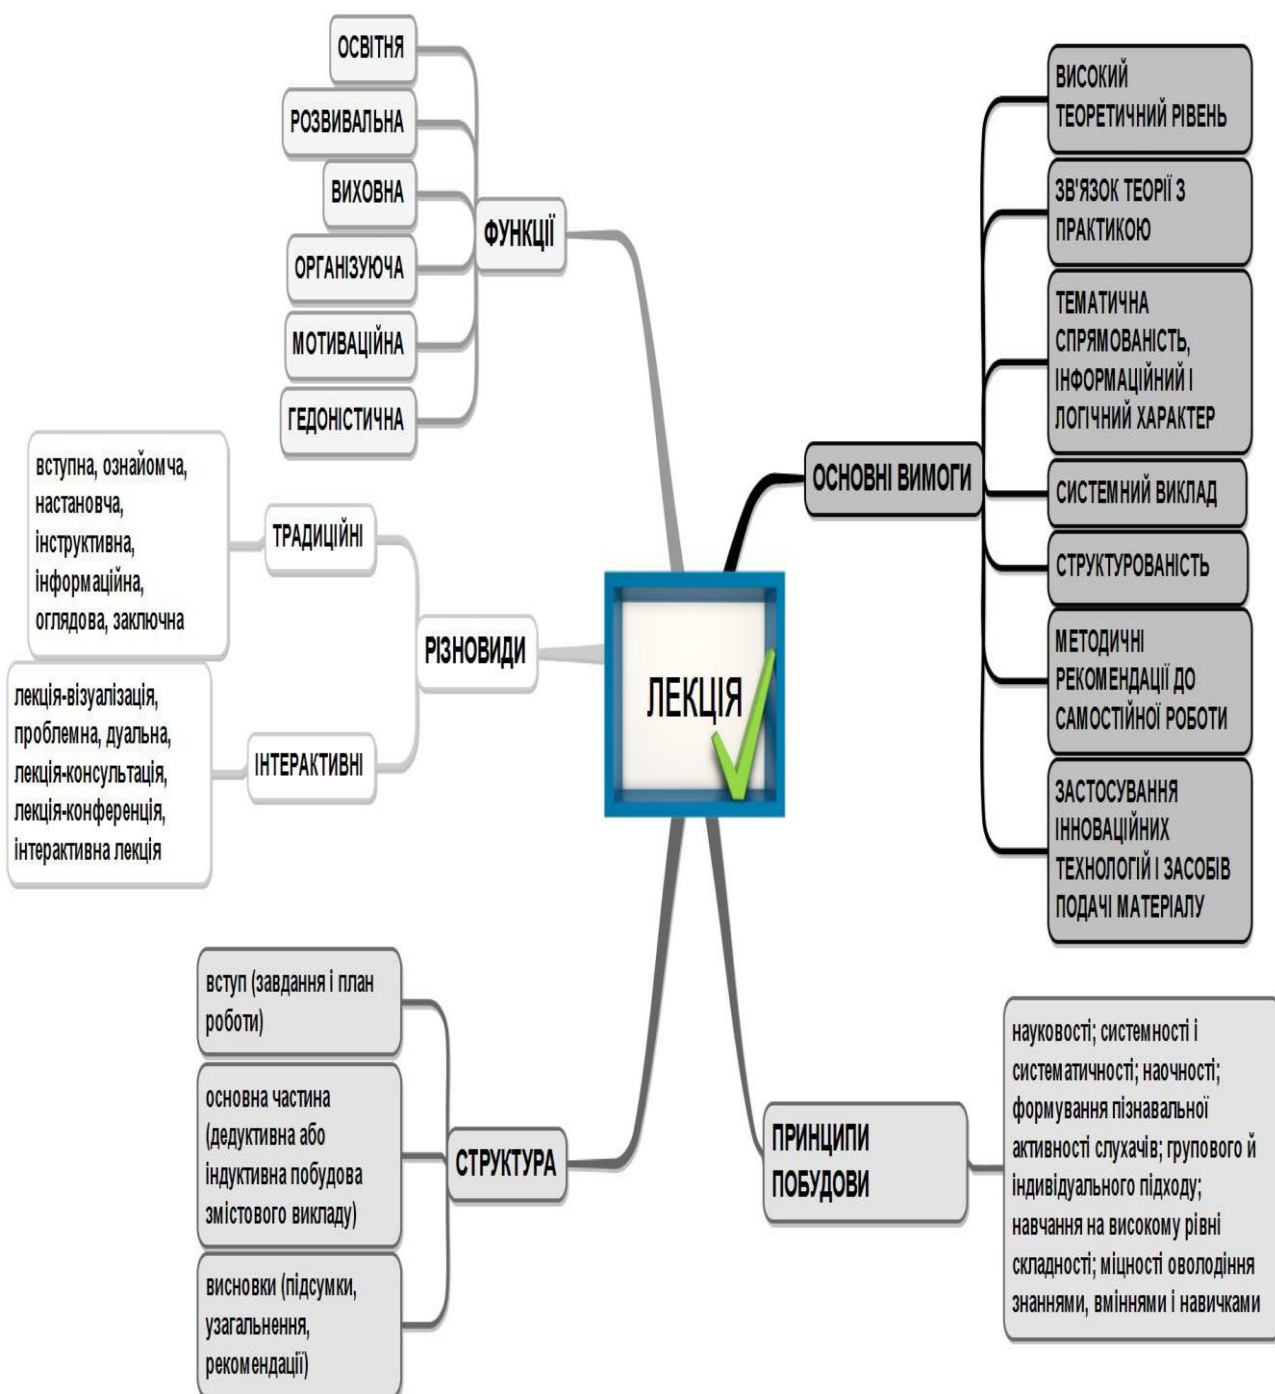 ОСВІТНЯ
РОЗВИВАЛЬНА
ВИХОВНА
ОРГАНІЗУЮЧА
МОТИВАЦІЙНА
ГЕДОНІСТИЧНА
ФУНКЦІЇ
вступна, ознайомча,
настановча,
інструктивна,
інформаційна,
оглядова, заключна
ТРАДИЦІЙНІ
лекція-візуалізація,
проблемна, дуальна,
лекція-консультація,
лекція-конференція,
інтерактивна лекція
ІНТЕРАКТИВНІ
РІЗНОВИДИ
ЛЕКЦІЯ
ОСНОВНІ ВИМОГИ
ВИСОКИЙ
ТЕОРЕТИЧНИЙ РІВЕНЬ
ЗВ'ЯЗОК ТЕОРІЇ З
ПРАКТИКОЮ
ТЕМАТИЧНА
СПРЯМОВАНІСТЬ,
ІНФОРМАЦІЙНИЙ І
ЛОГІЧНИЙ ХАРАКТЕР
СИСТЕМНИЙ ВИКЛАД
СТРУКТУРОВАНІСТЬ
МЕТОДИЧНІ
РЕКОМЕНДАЦІЇ ДО
САМОСТІЙНОЇ РОБОТИ
ЗАСТОСУВАННЯ
ІННОВАЦІЙНИХ
ТЕХНОЛОГІЙ І ЗАСОБІВ
ПОДАЧІ МАТЕРІАЛУ
вступ (завдання і план
роботи)
основна частина
(дедуктивна або
індуктивна побудова
змістового викладу)
висновки (підсумки,
узагальнення,
рекомендації)
СТРУКТУРА
ПРИНЦИПИ
ПОБУДОВИ
науковості; системності і
систематичності; наочності;
формування пізнавальної
активності слухачів; групового й
індивідуального підходу;
навчання на високому рівні
складності; міцності оволодіння
знаннями, вміннями і навичками